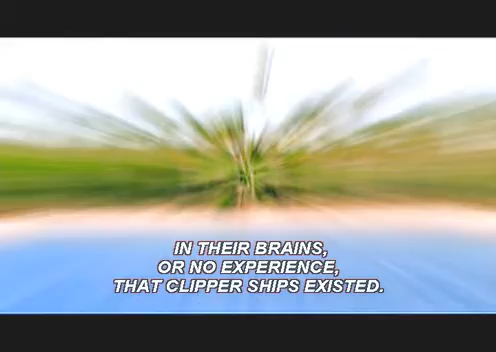 IN THEIR BRAINS,
OR NO EXPERIENCE,
THAT CLIPPER SHIPS EXISTED.